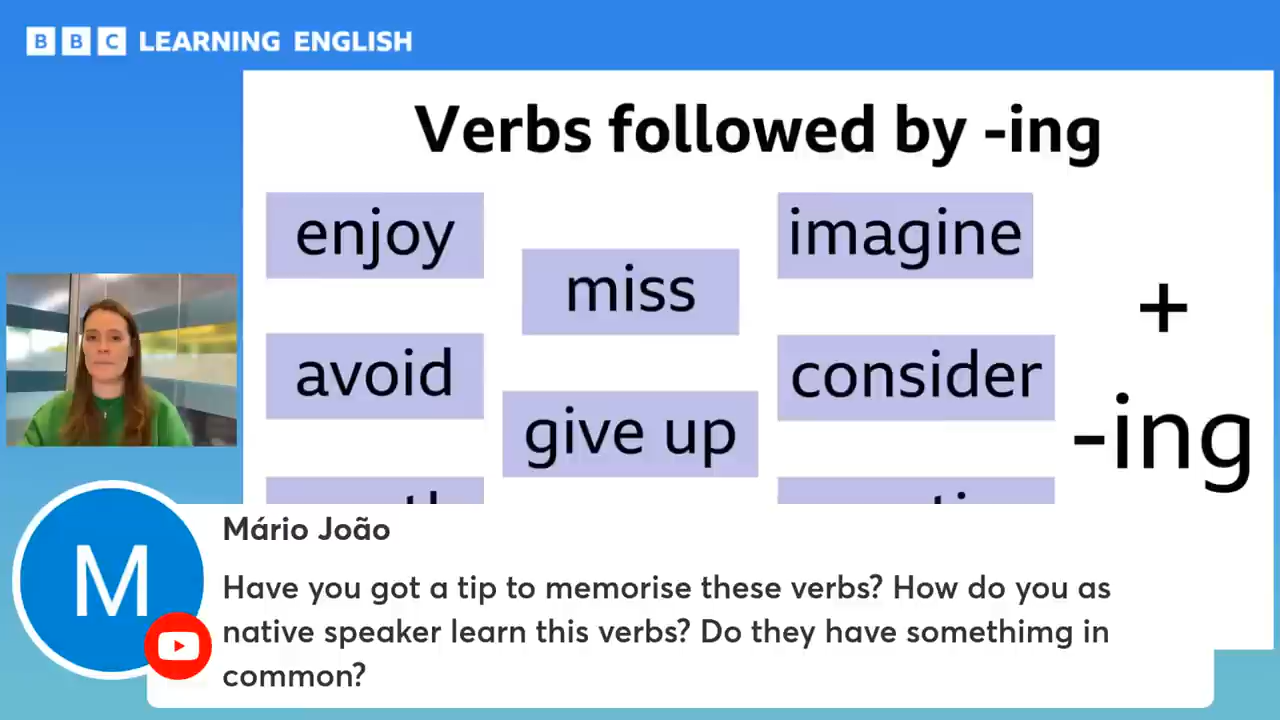 BBC LEARNING ENGLISH
Verbs followed by -ing
enjoy
miss
imagine
avoid
give up
consider
+
-ing
M
Mário João
Have you got a tip to memorise these verbs? How do you as
native speaker learn this verbs? Do they have somethimg in
common?